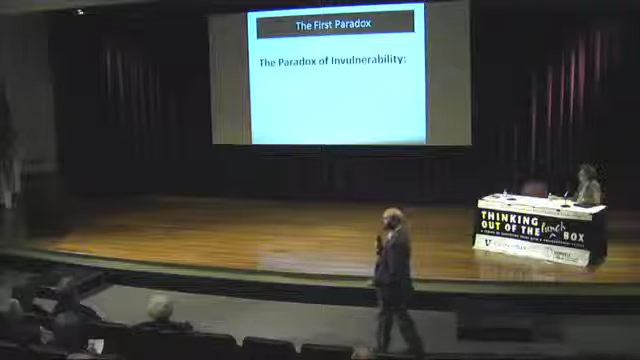 The First Paradox
The Paradox of Invulnerability:
THINKING
OUT OF THE lunch BOX